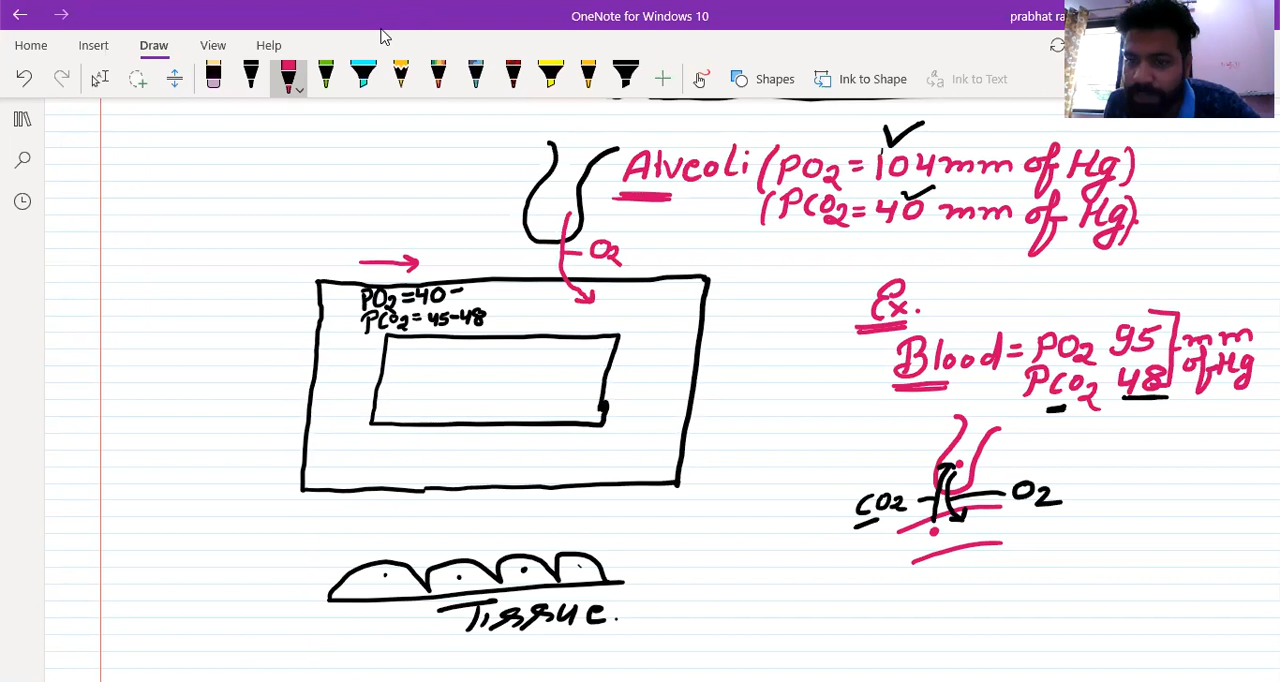 OneNote for Windows 10
prabhat ra
Home Insert Draw View Help
Shapes Ink to Shape Ink to Text
Alveoli (PO2 = 104 mm of Hg)
(PCO2 = 40 mm of Hg)
O2
PO2 = 40
PCO2 = 45-48
Ex.
Blood = PO2 95
PCO2 48
mm of Hg
CO2 O2
Tissue.